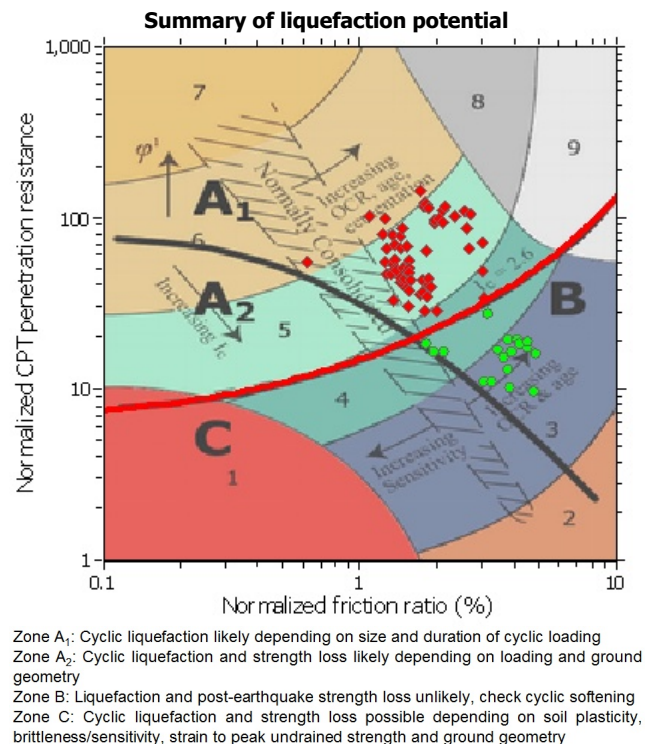 Summary of liquefaction potential
1,000
100
10
1
Normalized CPT penetration resistance
7
8
9
φ'
A1
6
A2
5
B
4
C
1
3
2
Normally Consolidated
Increasing
OCR, age,
cementation
Increasing Ic
Ic = 2.6
Increasing
OCR & age
Increasing
Sensitivity
0.1
1
10
Normalized friction ratio (%)
Zone A1: Cyclic liquefaction likely depending on size and duration of cyclic loading
Zone A2: Cyclic liquefaction and strength loss likely depending on loading and ground
geometry
Zone B: Liquefaction and post-earthquake strength loss unlikely, check cyclic softening
Zone C: Cyclic liquefaction and strength loss possible depending on soil plasticity,
brittleness/sensitivity, strain to peak undrained strength and ground geometry